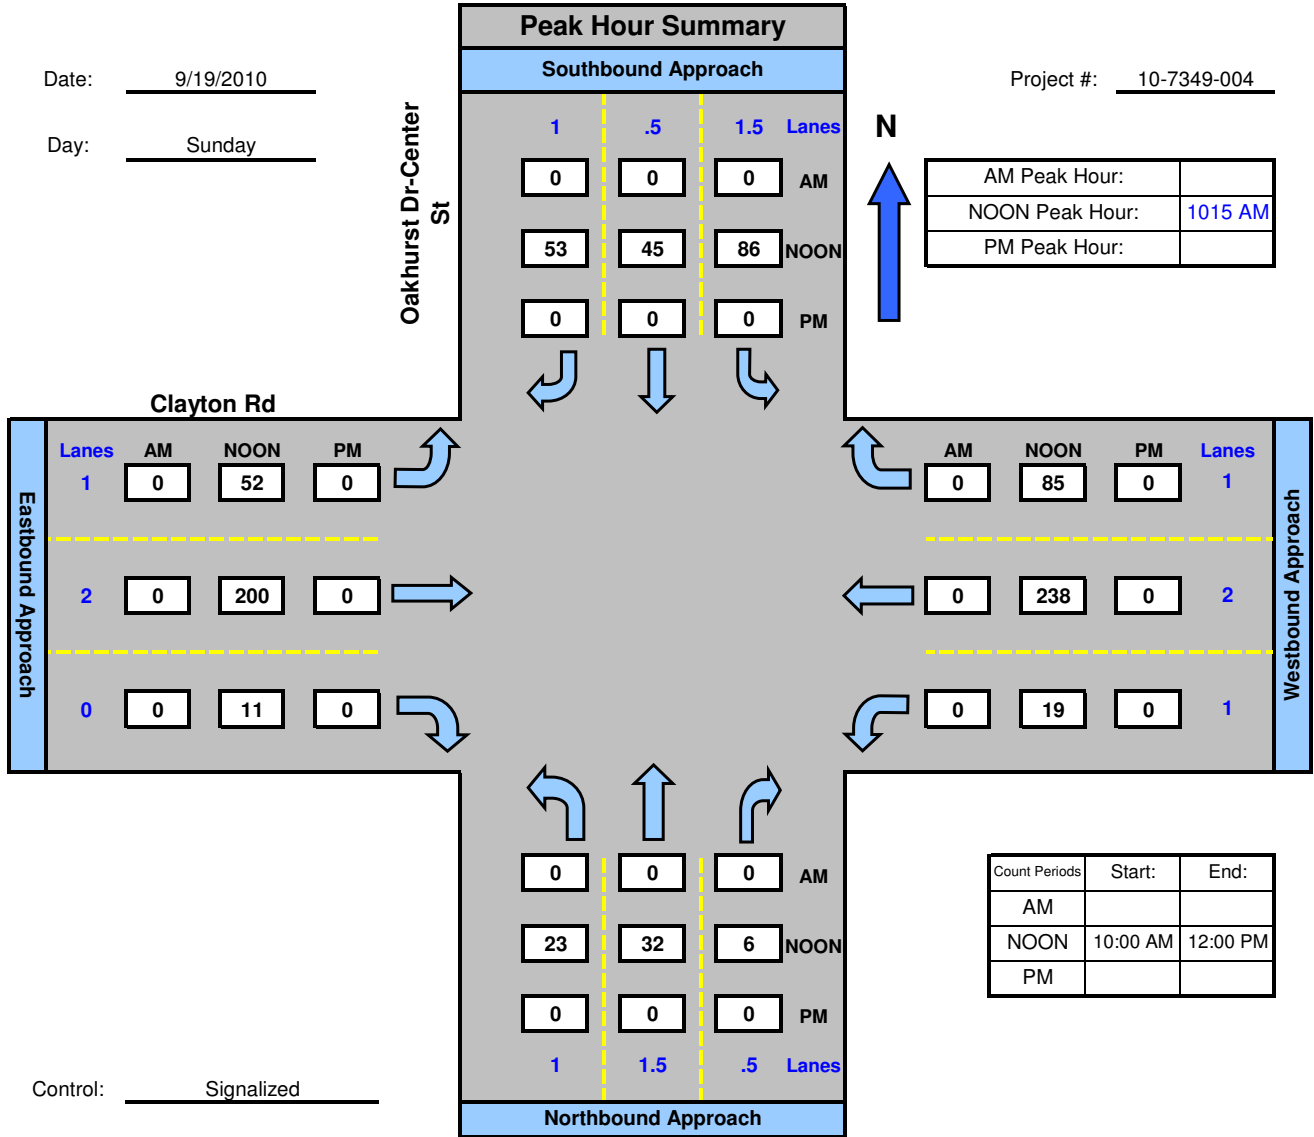 Peak Hour Summary
Southbound Approach
Date: 9/19/2010
Project #: 10-7349-004
Day: Sunday
Oakhurst Dr-Center
St
1 .5 1.5 Lanes
0 0 0 AM
53 45 86 NOON
0 0 0 PM
N
AM Peak Hour:
NOON Peak Hour: 1015 AM
PM Peak Hour:
Clayton Rd
Eastbound Approach
Lanes AM NOON PM
1 0 52 0
2 0 200 0
0 0 11 0
AM NOON PM Lanes
0 85 0 1
0 238 0 2
0 19 0 1
Westbound Approach
0 0 0 AM
23 32 6 NOON
0 0 0 PM
1 1.5 .5 Lanes
Northbound Approach
Count Periods Start: End:
AM
NOON 10:00 AM 12:00 PM
PM
Control: Signalized